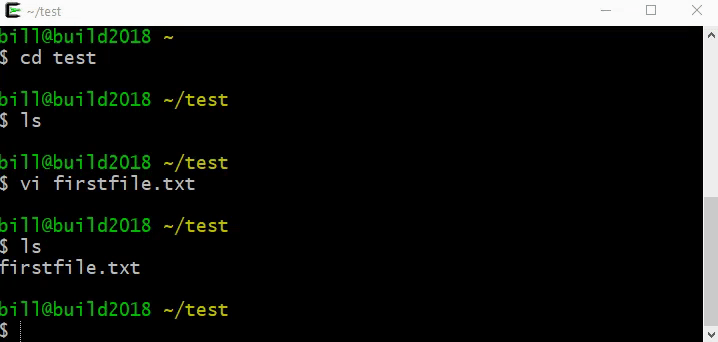 ~/test
bill@build2018 ~
$ cd test
bill@build2018 ~/test
$ ls
bill@build2018 ~/test
$ vi firstfile.txt
bill@build2018 ~/test
$ ls
firstfile.txt
bill@build2018 ~/test
$